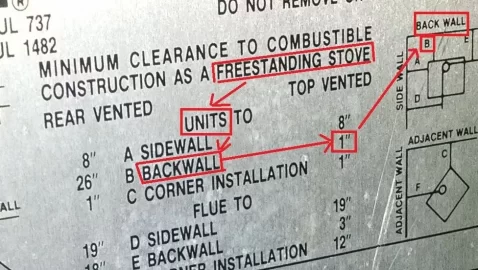 DO NOT REMOVE
UL 737
UL 1482
MINIMUM CLEARANCE TO COMBUSTIBLE
CONSTRUCTION AS A FREESTANDING STOVE
REAR VENTED TOP VENTED
UNITS TO
8" A SIDEWALL 8"
26" B BACKWALL 1"
1" C CORNER INSTALLATION 1"
FLUE TO
19" D SIDEWALL 19"
E BACKWALL 3"
CORNER INSTALLATION 12"
BACK WALL
B
E
A
D
SIDE WALL
ADJACENT WALL
C
F
ADJACENT WALL